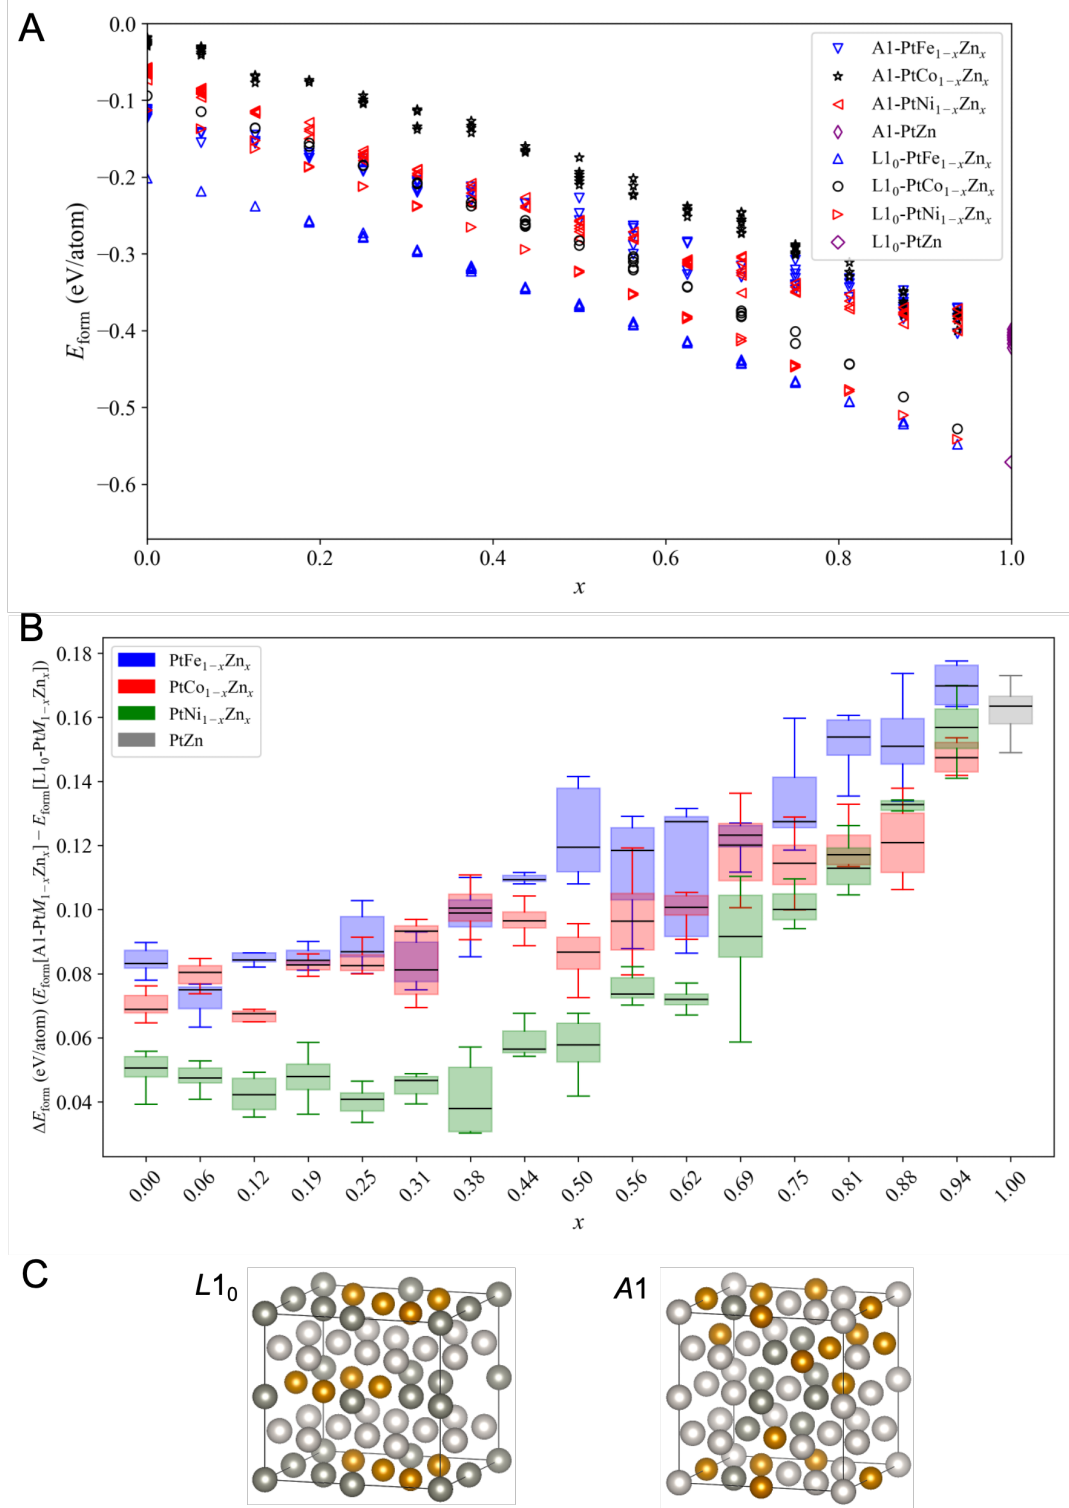 A
0.0
−0.1
−0.2
−0.3
−0.4
−0.5
−0.6
E_form (eV/atom)
A1-PtFe_{1−x}Zn_x
A1-PtCo_{1−x}Zn_x
A1-PtNi_{1−x}Zn_x
A1-PtZn
L1_0-PtFe_{1−x}Zn_x
L1_0-PtCo_{1−x}Zn_x
L1_0-PtNi_{1−x}Zn_x
L1_0-PtZn
0.0 0.2 0.4 0.6 0.8 1.0
x
B
0.18
0.16
0.14
0.12
0.10
0.08
0.06
0.04
ΔE_form (eV/atom) (E_form[A1-PtM_{1−x}Zn_x] − E_form[L1_0-PtM_{1−x}Zn_x])
PtFe_{1−x}Zn_x
PtCo_{1−x}Zn_x
PtNi_{1−x}Zn_x
PtZn
0.00 0.06 0.12 0.19 0.25 0.31 0.38 0.44 0.50 0.56 0.62 0.69 0.75 0.81 0.88 0.94 1.00
x
C
L1_0
A1